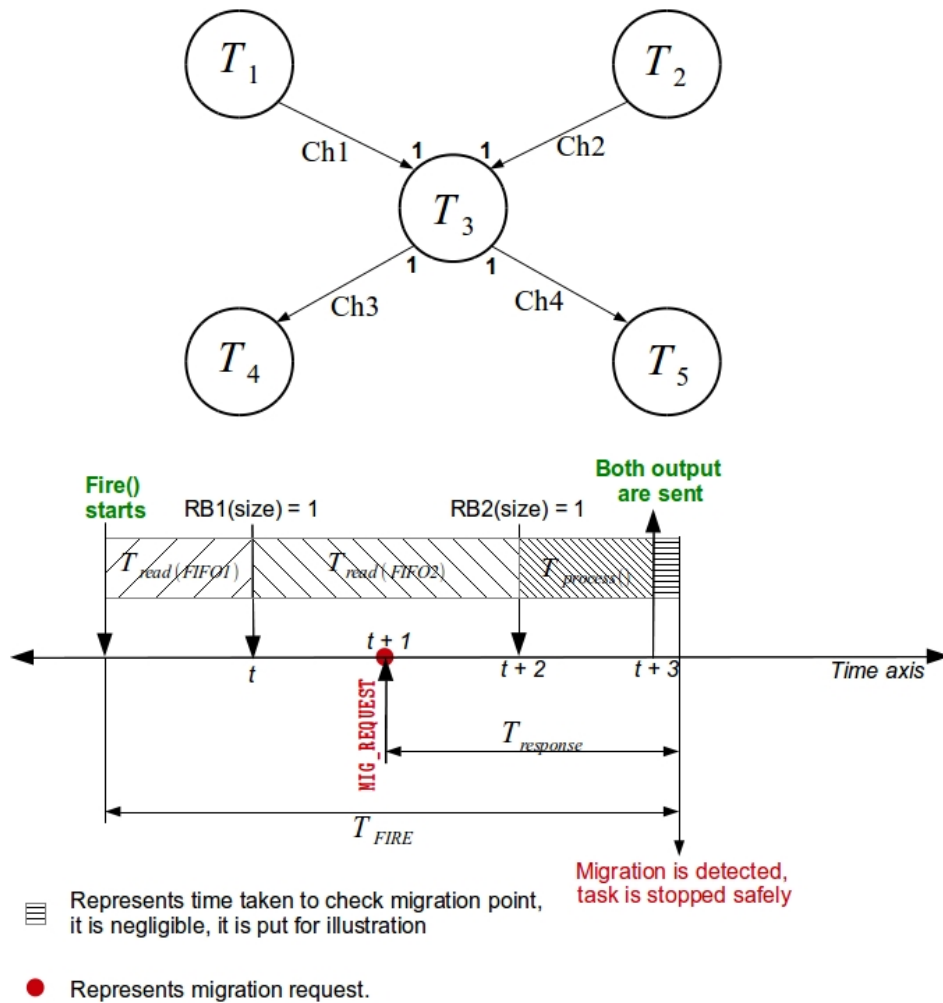 T1
T2
Ch1
1
1
Ch2
T3
1
1
Ch3
Ch4
T4
T5
Fire()
starts
RB1(size) = 1
RB2(size) = 1
Both output
are sent
Tread(FIFO1)
Tread(FIFO2)
Tprocess()
t
t + 1
t + 2
t + 3
Time axis
MIG_REQUEST
Tresponse
TFIRE
Migration is detected,
task is stopped safely
Represents time taken to check migration point,
it is negligible, it is put for illustration
Represents migration request.